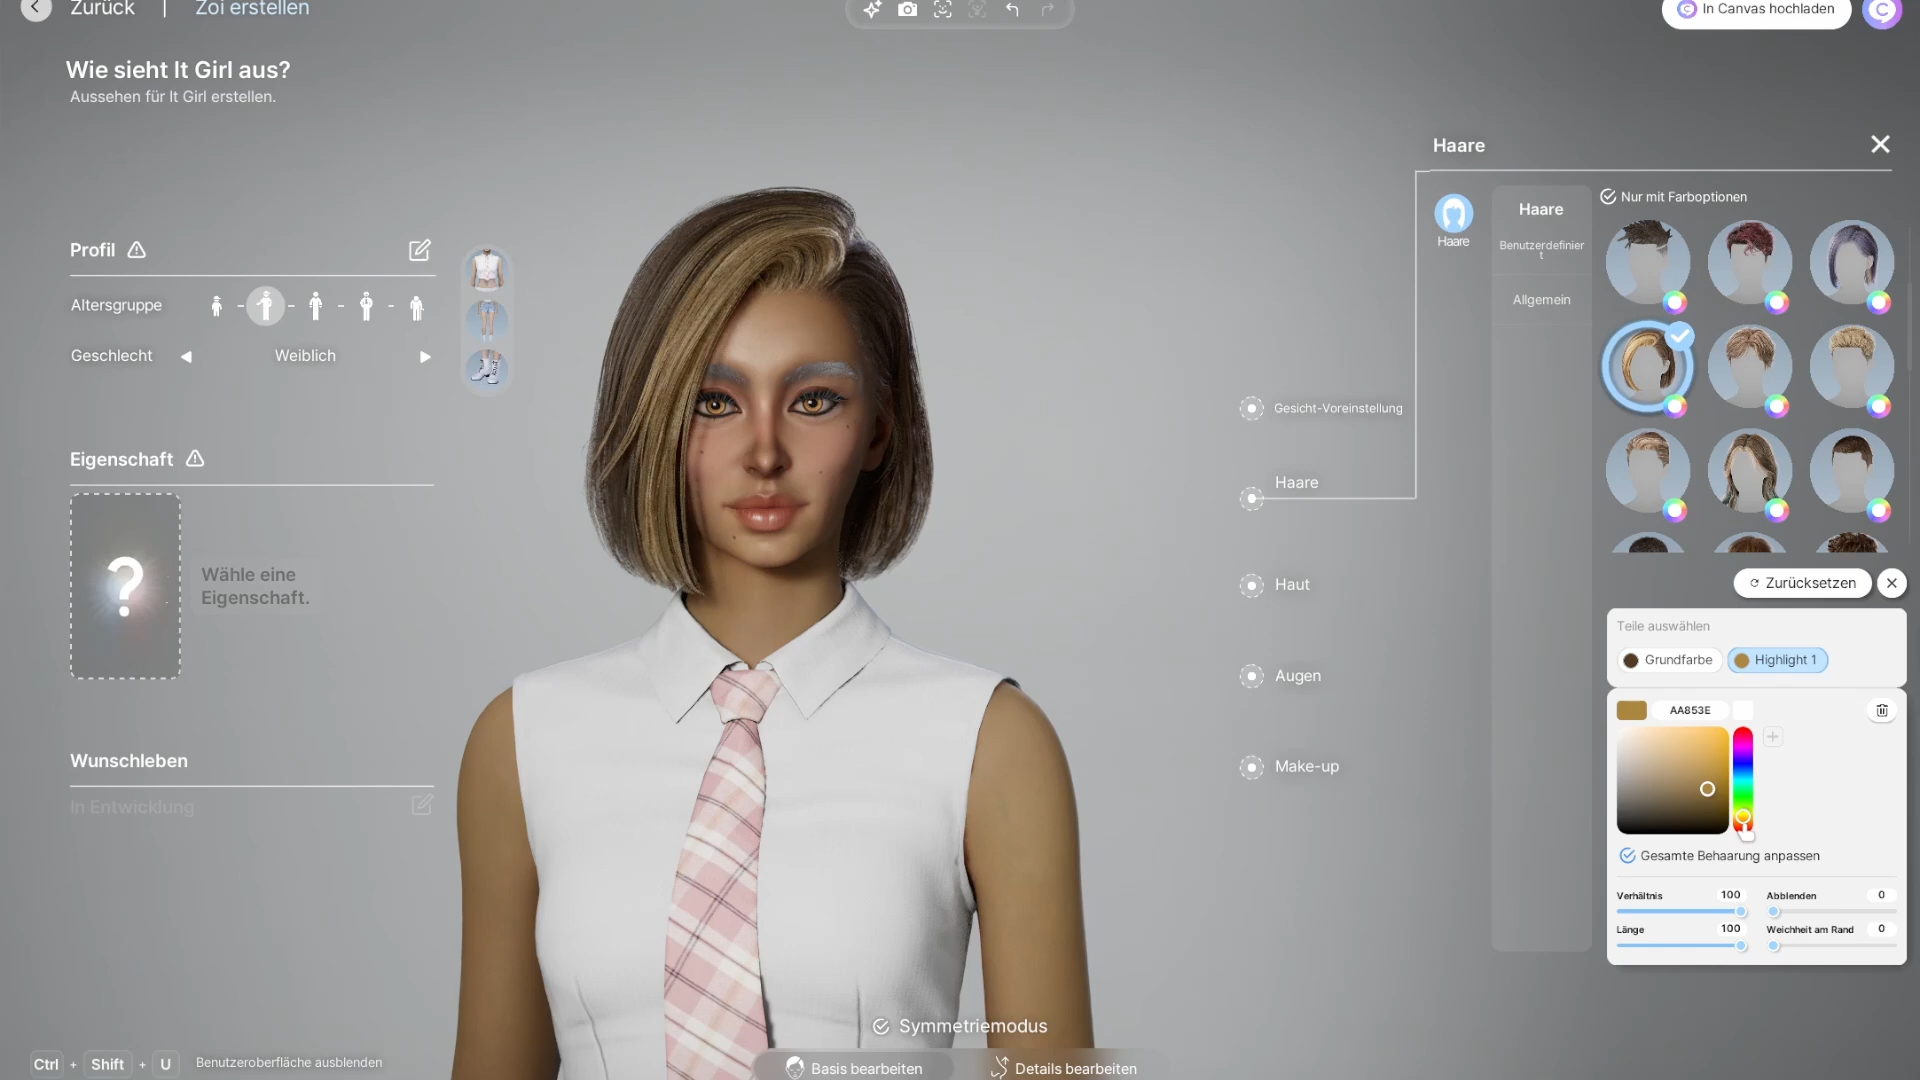 Zurück | Zoi erstellen
In Canvas hochladen
Wie sieht It Girl aus?
Aussehen für It Girl erstellen.
Profil
Altersgruppe
Geschlecht
Weiblich
Eigenschaft
?
Wähle eine
Eigenschaft.
Wunschleben
In Entwicklung
Gesicht-Voreinstellung
Haare
Haut
Augen
Make-up
Haare
Haare
Haare
Benutzerdefinier
t
Allgemein
Nur mit Farboptionen
Zurücksetzen
Teile auswählen
Grundfarbe
Highlight 1
AA853E
Gesamte Behaarung anpassen
Verhältnis 100
Abblenden 0
Länge 100
Weichheit am Rand 0
Symmetriemodus
Basis bearbeiten
Details bearbeiten
Ctrl + Shift + U Benutzeroberfläche ausblenden